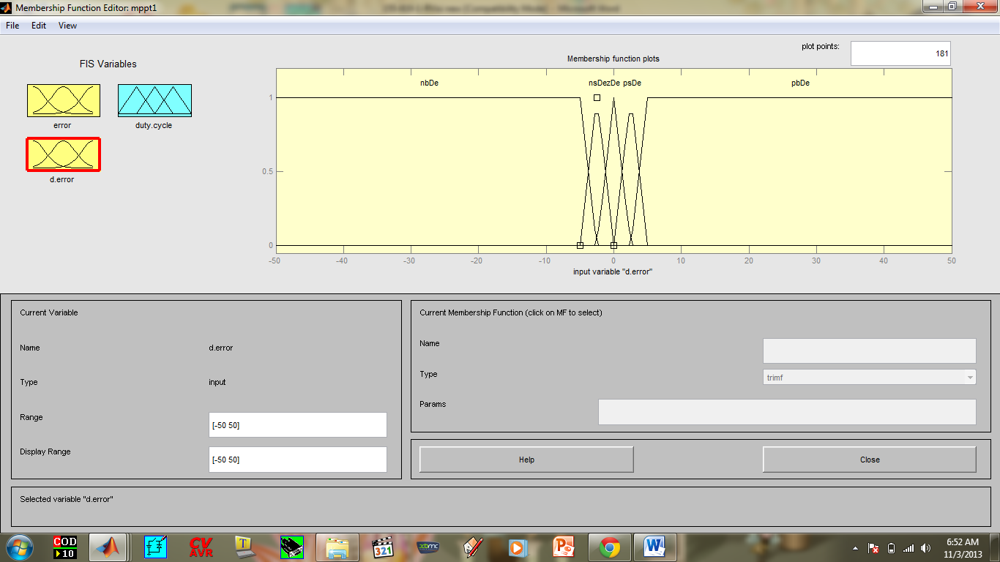 Membership Function Editor: mppt1
File Edit View
FIS Variables
error
duty.cycle
d.error
plot points:
181
Membership function plots
nbDe nsDezDe psDe pbDe
1
0.5
0
-50 -40 -30 -20 -10 0 10 20 30 40 50
input variable "d.error"
Current Variable
Name d.error
Type input
Range [-50 50]
Display Range [-50 50]
Current Membership Function (click on MF to select)
Name
Type trimf
Params
Help Close
Selected variable "d.error"
COD
10
CV
AVR
T
321
xbmc
P
W
6:52 AM
11/3/2013